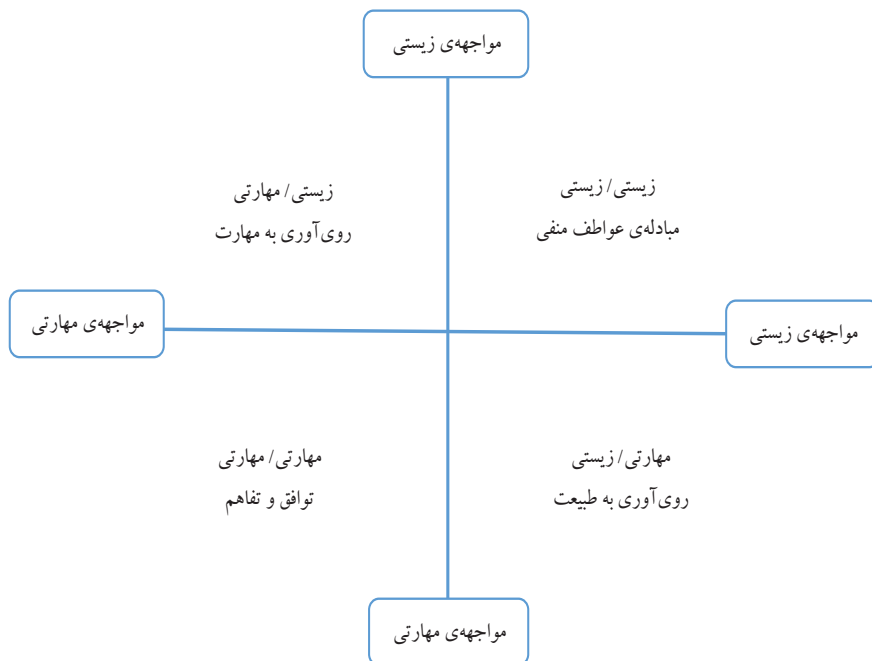 مواجهه‌ی زیستی
زیستی/ زیستی
مبادله‌ی عواطف منفی
زیستی/ مهارتی
روی‌آوری به مهارت
مواجهه‌ی زیستی
مواجهه‌ی مهارتی
مهارتی/ زیستی
روی‌آوری به طبیعت
مهارتی/ مهارتی
توافق و تفاهم
مواجهه‌ی مهارتی